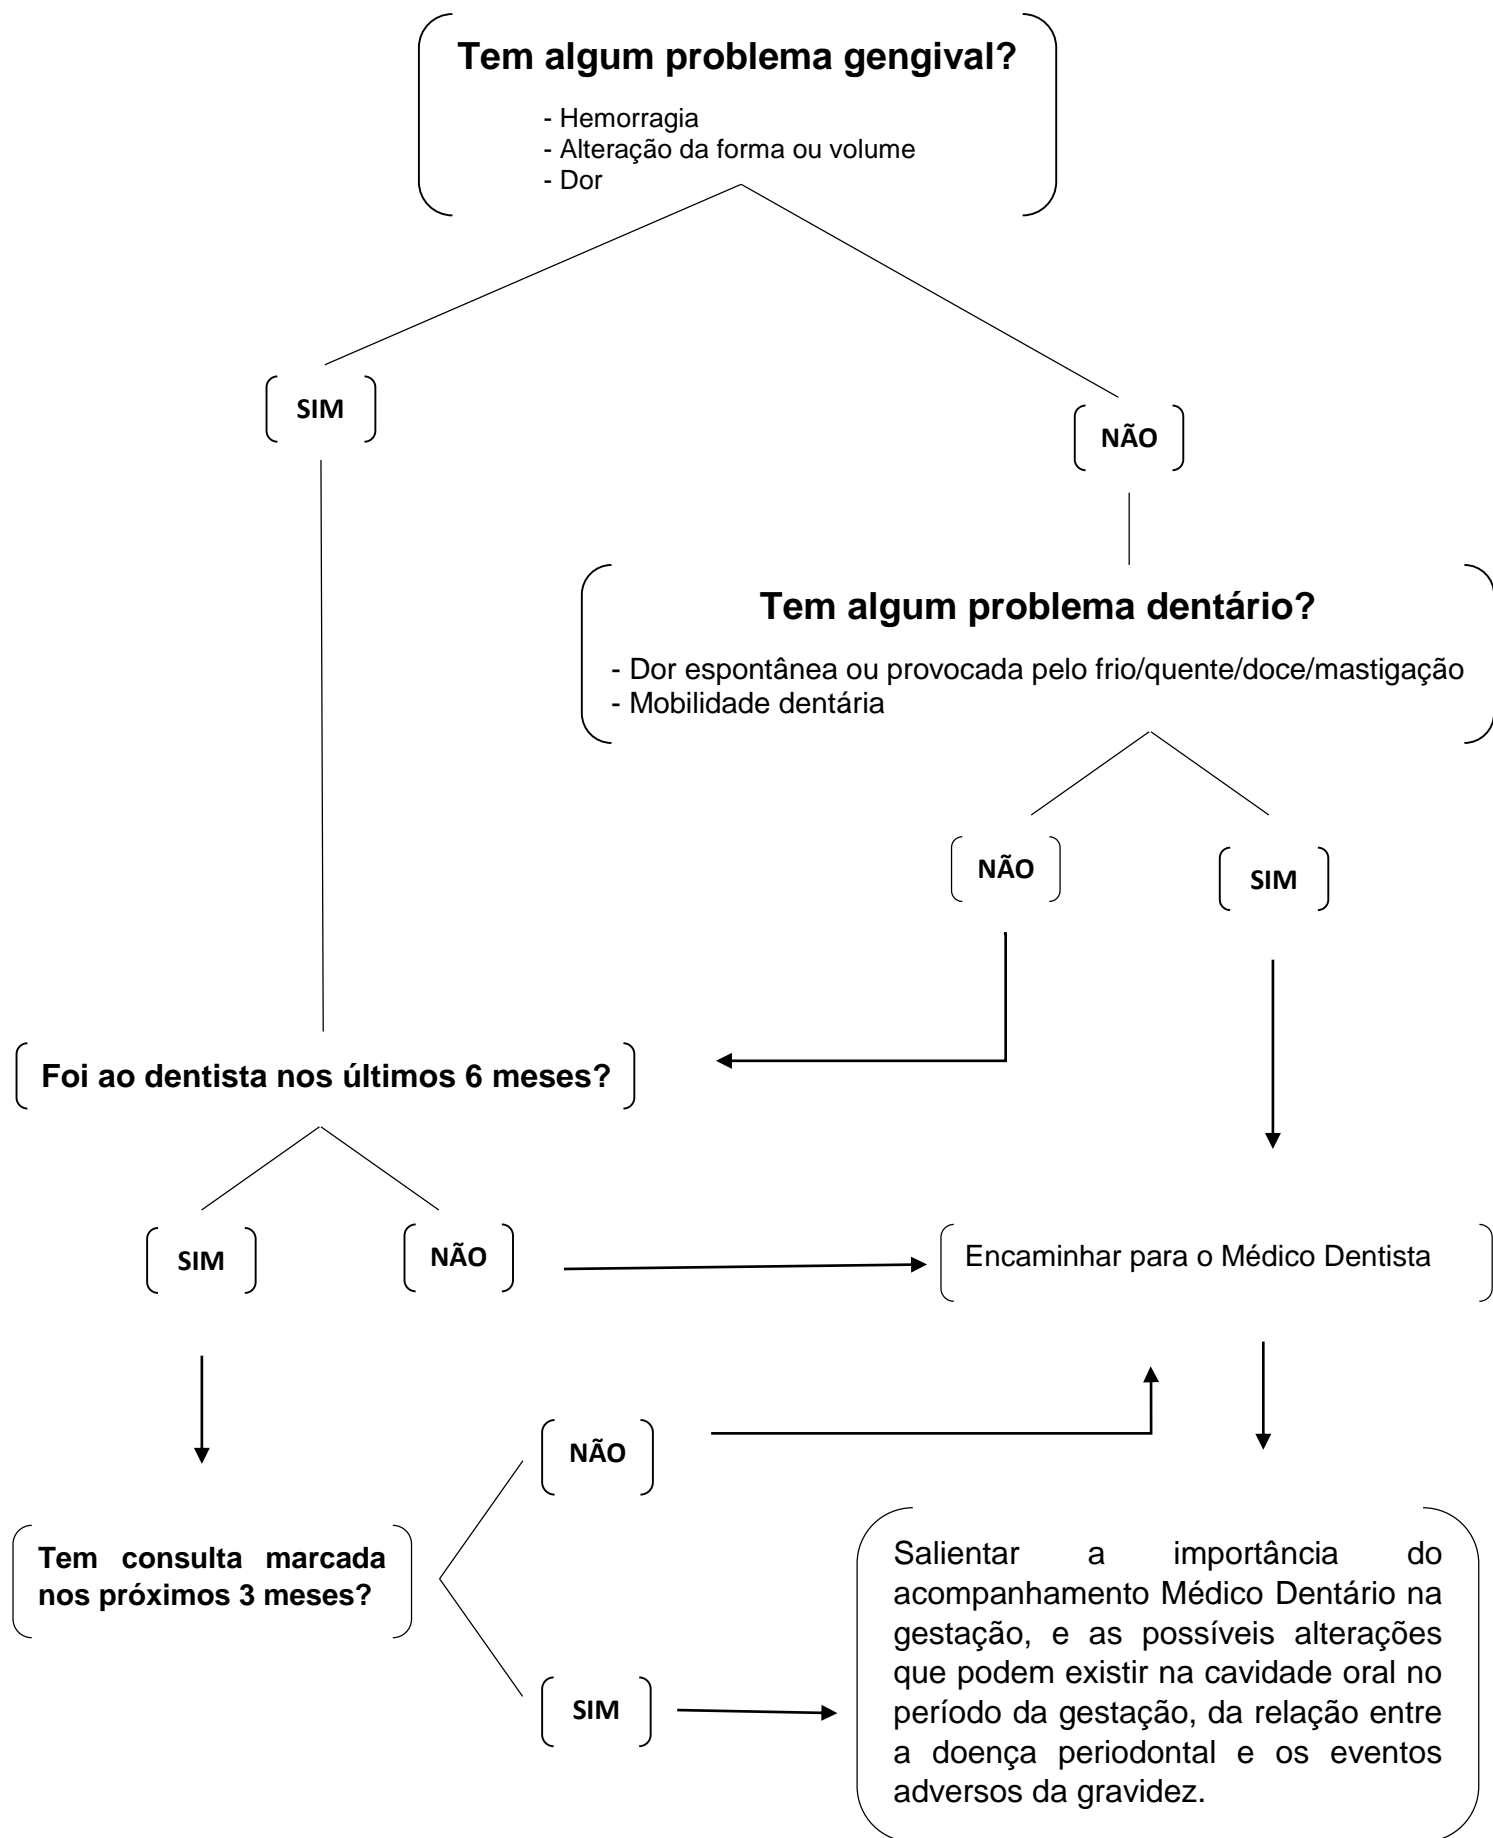 Tem algum problema gengival?
- Hemorragia
- Alteração da forma ou volume
- Dor
SIM
NÃO
Tem algum problema dentário?
- Dor espontânea ou provocada pelo frio/quente/doce/mastigação
- Mobilidade dentária
NÃO
SIM
Foi ao dentista nos últimos 6 meses?
SIM
NÃO
Encaminhar para o Médico Dentista
NÃO
Tem consulta marcada
nos próximos 3 meses?
SIM
Salientar a importância do
acompanhamento Médico Dentário na
gestação, e as possíveis alterações
que podem existir na cavidade oral no
período da gestação, da relação entre
a doença periodontal e os eventos
adversos da gravidez.